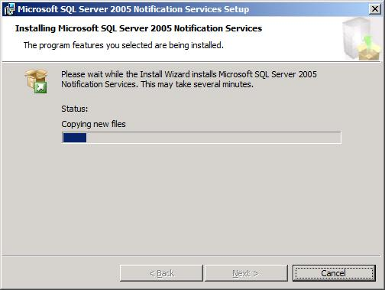 Microsoft SQL Server 2005 Notification Services Setup
Installing Microsoft SQL Server 2005 Notification Services
The program features you selected are being installed.
Please wait while the Install Wizard installs Microsoft SQL Server 2005
Notification Services. This may take several minutes.
Status:
Copying new files
< Back
Next >
Cancel